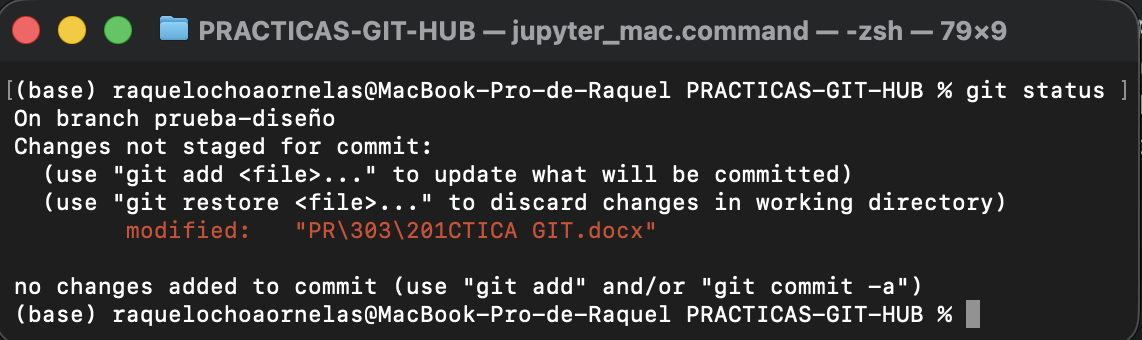 PRACTICAS-GIT-HUB — jupyter_mac.command — -zsh — 79×9
[(base) raquelochoaornelas@MacBook-Pro-de-Raquel PRACTICAS-GIT-HUB % git status ]
On branch prueba-diseño
Changes not staged for commit:
  (use "git add <file>..." to update what will be committed)
  (use "git restore <file>..." to discard changes in working directory)
        modified:   "PR\303\201CTICA GIT.docx"

no changes added to commit (use "git add" and/or "git commit -a")
(base) raquelochoaornelas@MacBook-Pro-de-Raquel PRACTICAS-GIT-HUB %